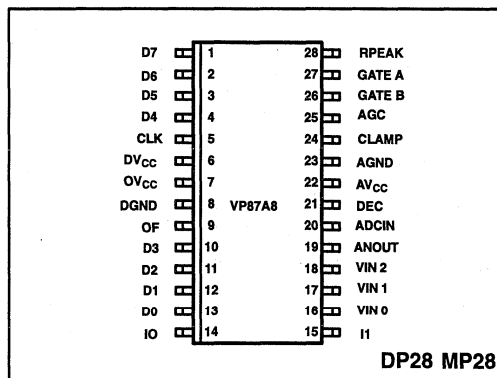 D7 1 28 RPEAK
D6 2 27 GATE A
D5 3 26 GATE B
D4 4 25 AGC
CLK 5 24 CLAMP
DVCC 6 23 AGND
OVCC 7 22 AVCC
DGND 8 VP87A8 21 DEC
OF 9 20 ADCIN
D3 10 19 ANOUT
D2 11 18 VIN 2
D1 12 17 VIN 1
D0 13 16 VIN 0
IO 14 15 I1
DP28 MP28